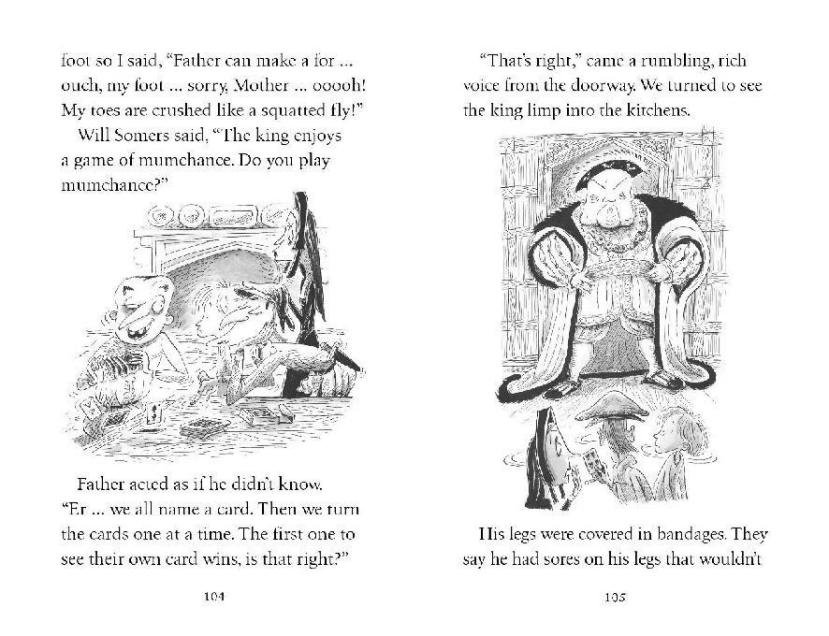 foot so I said, “Father can make a for ...
ouch, my foot ... sorry, Mother ... ooooh!
My toes are crushed like a squatted fly!”
Will Somers said, “The king enjoys
a game of mumchance. Do you play
mumchance?”
Father acted as if he didn’t know.
“Er ... we all name a card. Then we turn
the cards one at a time. The first one to
see their own card wins, is that right?”
104
“That’s right,” came a rumbling, rich
voice from the doorway. We turned to see
the king limp into the kitchens.
His legs were covered in bandages. They
say he had sores on his legs that wouldn’t
105